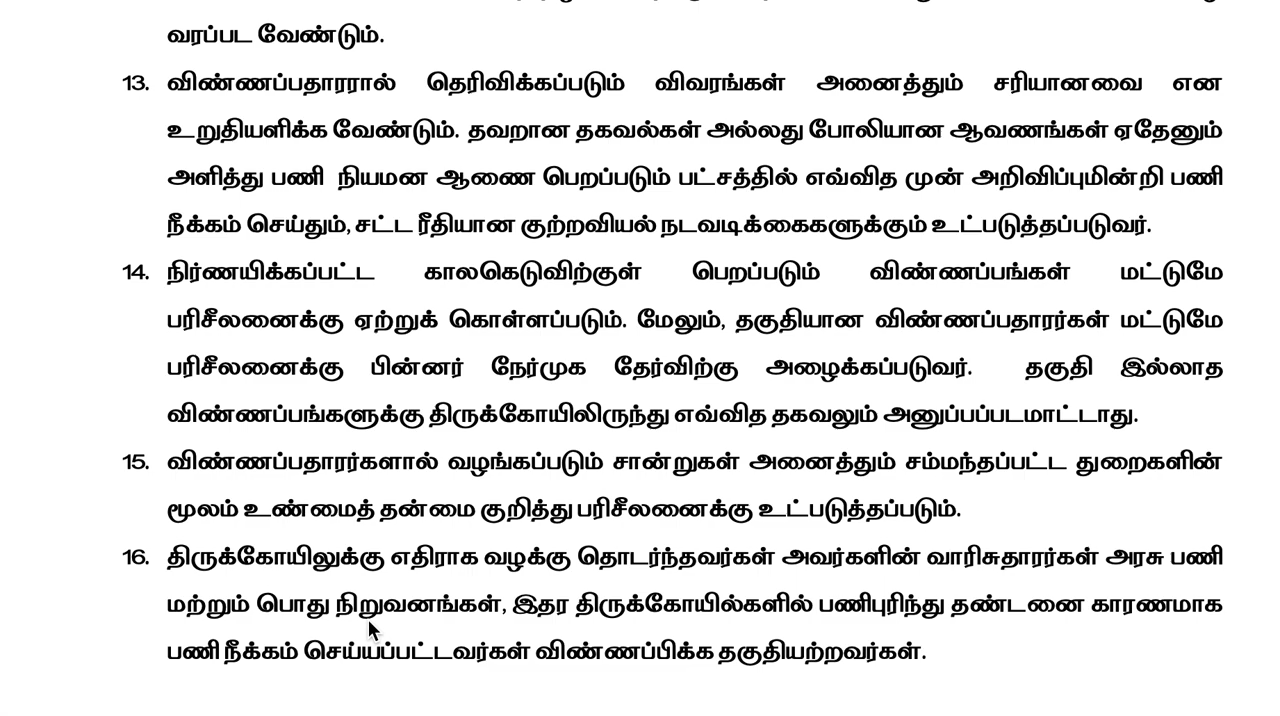 வரப்பட வேண்டும்.
13. விண்ணப்பதாரரால் தெரிவிக்கப்படும் விவரங்கள் அனைத்தும் சரியானவை என
உறுதியளிக்க வேண்டும். தவறான தகவல்கள் அல்லது போலியான ஆவணங்கள் ஏதேனும்
அளித்து பணி நியமன ஆணை பெறப்படும் பட்சத்தில் எவ்வித முன் அறிவிப்புமின்றி பணி
நீக்கம் செய்தும், சட்ட ரீதியான குற்றவியல் நடவடிக்கைகளுக்கும் உட்படுத்தப்படுவர்.
14. நிர்ணயிக்கப்பட்ட காலகெடுவிற்குள் பெறப்படும் விண்ணப்பங்கள் மட்டுமே
பரிசீலனைக்கு ஏற்றுக் கொள்ளப்படும். மேலும், தகுதியான விண்ணப்பதாரர்கள் மட்டுமே
பரிசீலனைக்கு பின்னர் நேர்முக தேர்விற்கு அழைக்கப்படுவர். தகுதி இல்லாத
விண்ணப்பங்களுக்கு திருக்கோயிலிருந்து எவ்வித தகவலும் அனுப்பப்படமாட்டாது.
15. விண்ணப்பதாரர்களால் வழங்கப்படும் சான்றுகள் அனைத்தும் சம்மந்தப்பட்ட துறைகளின்
மூலம் உண்மைத் தன்மை குறித்து பரிசீலனைக்கு உட்படுத்தப்படும்.
16. திருக்கோயிலுக்கு எதிராக வழக்கு தொடர்ந்தவர்கள் அவர்களின் வாரிசுதாரர்கள் அரசு பணி
மற்றும் பொது நிறுவனங்கள், இதர திருக்கோயில்களில் பணிபுரிந்து தண்டனை காரணமாக
பணி நீக்கம் செய்யப்பட்டவர்கள் விண்ணப்பிக்க தகுதியற்றவர்கள்.